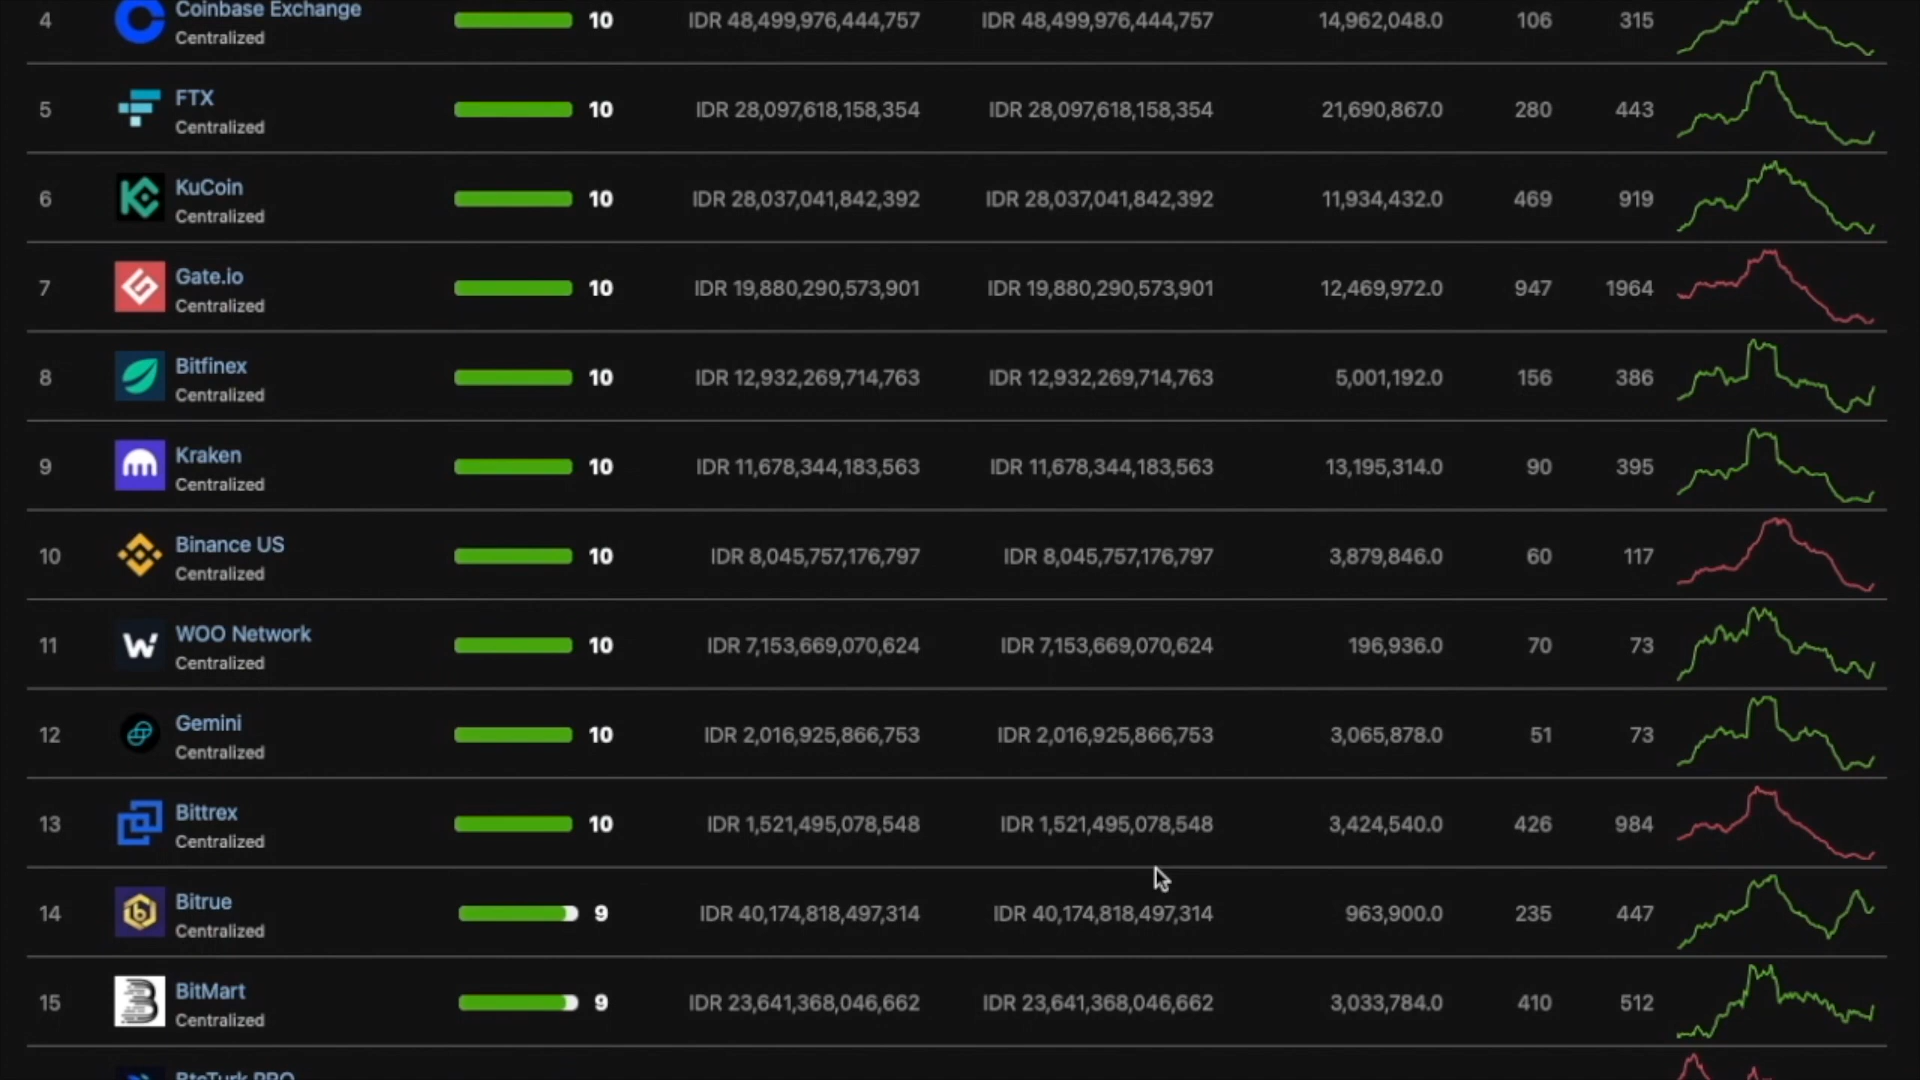 4 Coinbase Exchange 10 IDR 48,499,976,444,757 IDR 48,499,976,444,757 14,962,048.0 106 315
Centralized
5 FTX 10 IDR 28,097,618,158,354 IDR 28,097,618,158,354 21,690,867.0 280 443
Centralized
6 KuCoin 10 IDR 28,037,041,842,392 IDR 28,037,041,842,392 11,934,432.0 469 919
Centralized
7 Gate.io 10 IDR 19,880,290,573,901 IDR 19,880,290,573,901 12,469,972.0 947 1964
Centralized
8 Bitfinex 10 IDR 12,932,269,714,763 IDR 12,932,269,714,763 5,001,192.0 156 386
Centralized
9 Kraken 10 IDR 11,678,344,183,563 IDR 11,678,344,183,563 13,195,314.0 90 395
Centralized
10 Binance US 10 IDR 8,045,757,176,797 IDR 8,045,757,176,797 3,879,846.0 60 117
Centralized
11 WOO Network 10 IDR 7,153,669,070,624 IDR 7,153,669,070,624 196,936.0 70 73
Centralized
12 Gemini 10 IDR 2,016,925,866,753 IDR 2,016,925,866,753 3,065,878.0 51 73
Centralized
13 Bittrex 10 IDR 1,521,495,078,548 IDR 1,521,495,078,548 3,424,540.0 426 984
Centralized
14 Bitrue 9 IDR 40,174,818,497,314 IDR 40,174,818,497,314 963,900.0 235 447
Centralized
15 BitMart 9 IDR 23,641,368,046,662 IDR 23,641,368,046,662 3,033,784.0 410 512
Centralized
BtcTurk PRO